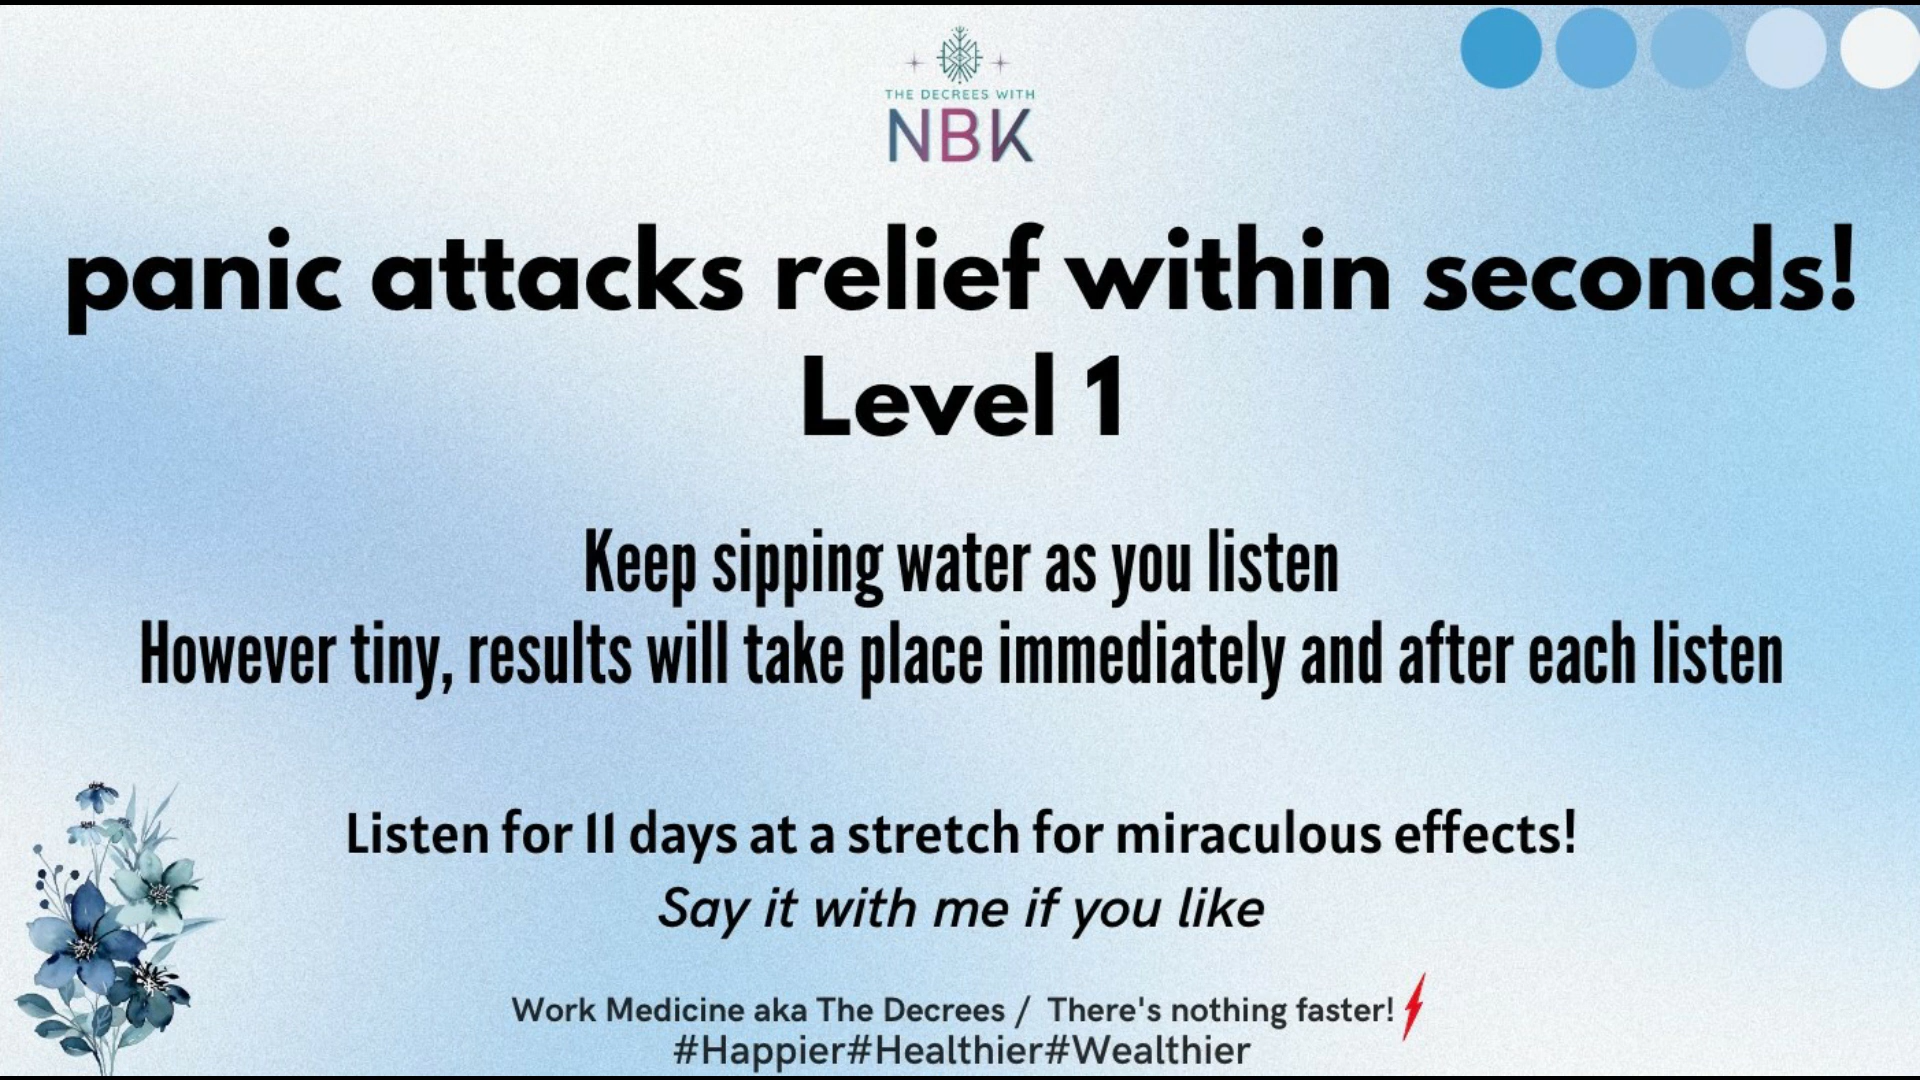 THE DECREES WITH
NBK
panic attacks relief within seconds!
Level 1
Keep sipping water as you listen
However tiny, results will take place immediately and after each listen
Listen for 11 days at a stretch for miraculous effects!
Say it with me if you like
Work Medicine aka The Decrees / There's nothing faster!
#Happier#Healthier#Wealthier